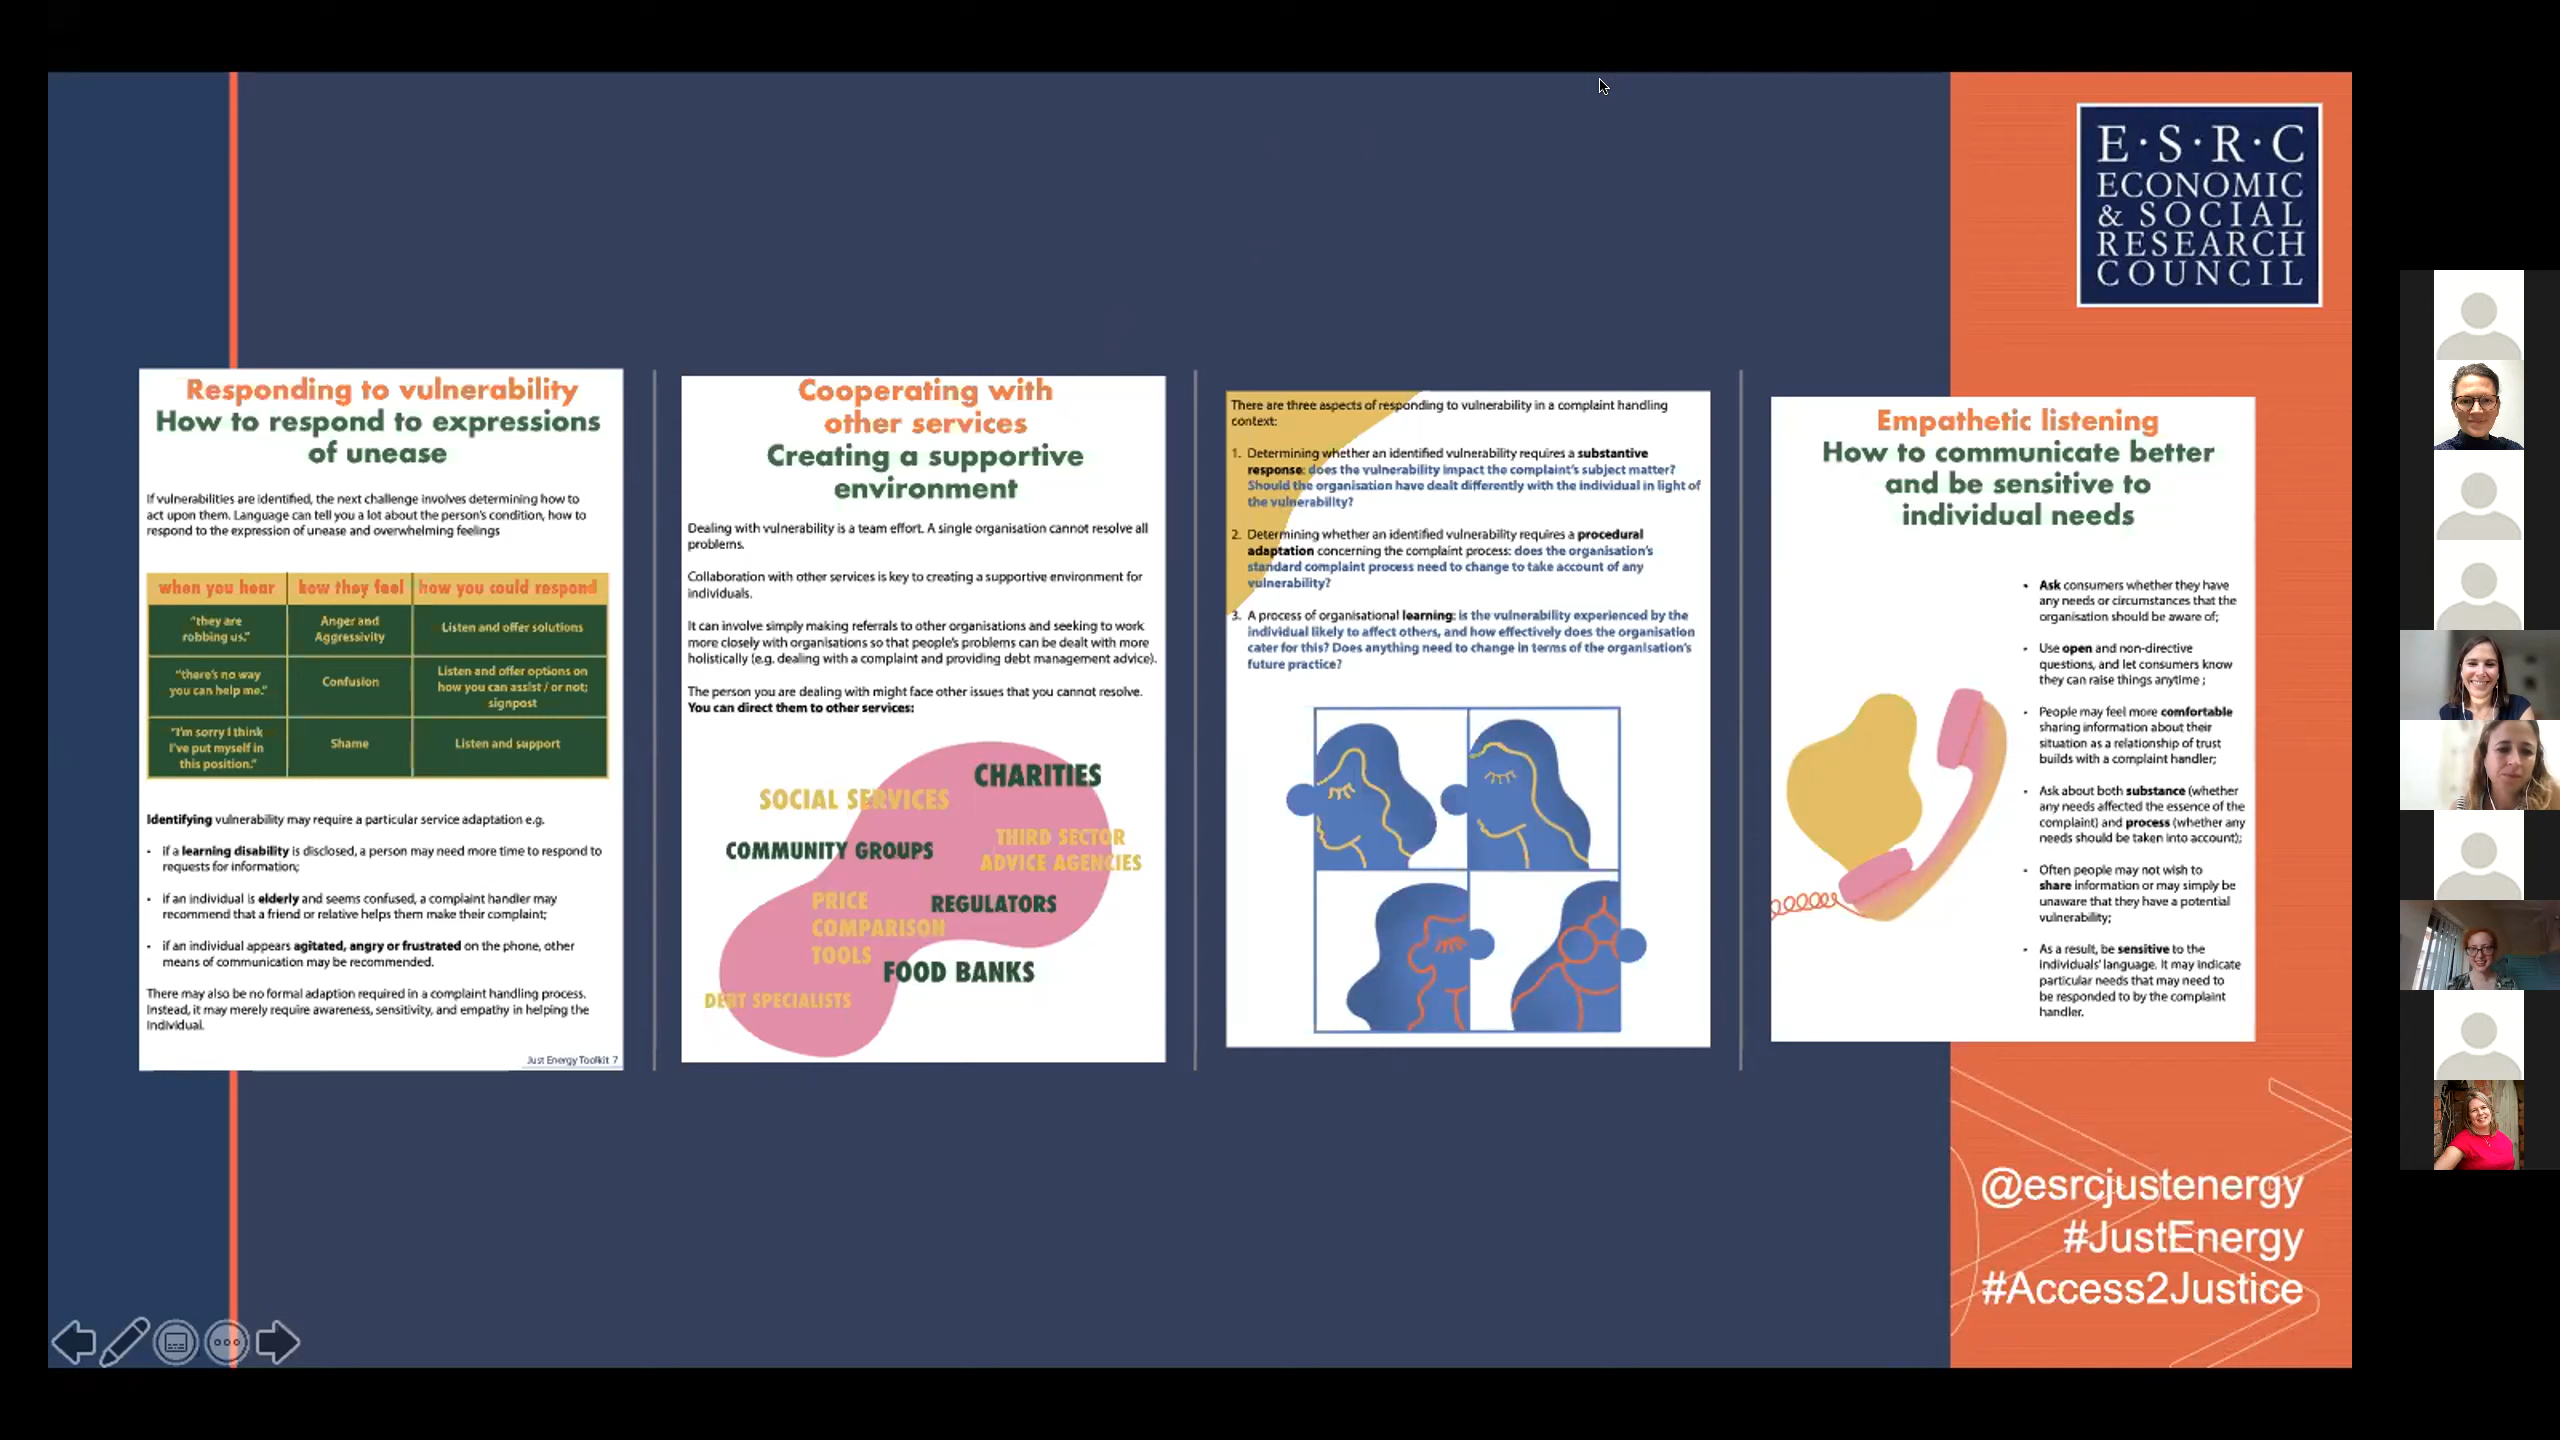 E·S·R·C
ECONOMIC
& SOCIAL
RESEARCH
COUNCIL
Responding to vulnerability
How to respond to expressions
of unease
If vulnerabilities are identified, the next challenge involves determining how to
act upon them. Language can tell you a lot about the person's condition, how to
respond to the expression of unease and overwhelming feelings
when you hear
how they feel
how you could respond
"they are
robbing us."
Anger and
Aggressivity
Listen and offer solutions
"there's no way
you can help me."
Confusion
Listen and offer options on
how you can assist / or not;
signpost
"I'm sorry I think
I've put myself in
this position."
Shame
Listen and support
Identifying vulnerability may require a particular service adaptation e.g.
- if a learning disability is disclosed, a person may need more time to respond to
requests for information;
- if an individual is elderly and seems confused, a complaint handler may
recommend that a friend or relative helps them make their complaint;
- if an individual appears agitated, angry or frustrated on the phone, other
means of communication may be recommended.
There may also be no formal adaption required in a complaint handling process.
Instead, it may merely require awareness, sensitivity, and empathy in helping the
individual.
Just Energy Toolkit 7
Cooperating with
other services
Creating a supportive
environment
Dealing with vulnerability is a team effort. A single organisation cannot resolve all
problems.
Collaboration with other services is key to creating a supportive environment for
individuals.
It can involve simply making referrals to other organisations and seeking to work
more closely with organisations so that people's problems can be dealt with more
holistically (e.g. dealing with a complaint and providing debt management advice).
The person you are dealing with might face other issues that you cannot resolve.
You can direct them to other services:
CHARITIES
SOCIAL SERVICES
THIRD SECTOR
ADVICE AGENCIES
COMMUNITY GROUPS
PRICE
COMPARISON
TOOLS
REGULATORS
FOOD BANKS
DEBT SPECIALISTS
There are three aspects of responding to vulnerability in a complaint handling
context:
1. Determining whether an identified vulnerability requires a substantive
response: does the vulnerability impact the complaint's subject matter?
Should the organisation have dealt differently with the individual in light of
the vulnerability?
2. Determining whether an identified vulnerability requires a procedural
adaptation concerning the complaint process: does the organisation's
standard complaint process need to change to take account of any
vulnerability?
3. A process of organisational learning: is the vulnerability experienced by the
individual likely to affect others, and how effectively does the organisation
cater for this? Does anything need to change in terms of the organisation's
future practice?
Empathetic listening
How to communicate better
and be sensitive to
individual needs
- Ask consumers whether they have
any needs or circumstances that the
organisation should be aware of;
- Use open and non-directive
questions, and let consumers know
they can raise things anytime ;
- People may feel more comfortable
sharing information about their
situation as a relationship of trust
builds with a complaint handler;
- Ask about both substance (whether
any needs affected the essence of the
complaint) and process (whether any
needs should be taken into account);
- Often people may not wish to
share information or may simply be
unaware that they have a potential
vulnerability;
- As a result, be sensitive to the
individuals' language. It may indicate
particular needs that may need to
be responded to by the complaint
handler.
@esrcjustenergy
#JustEnergy
#Access2Justice